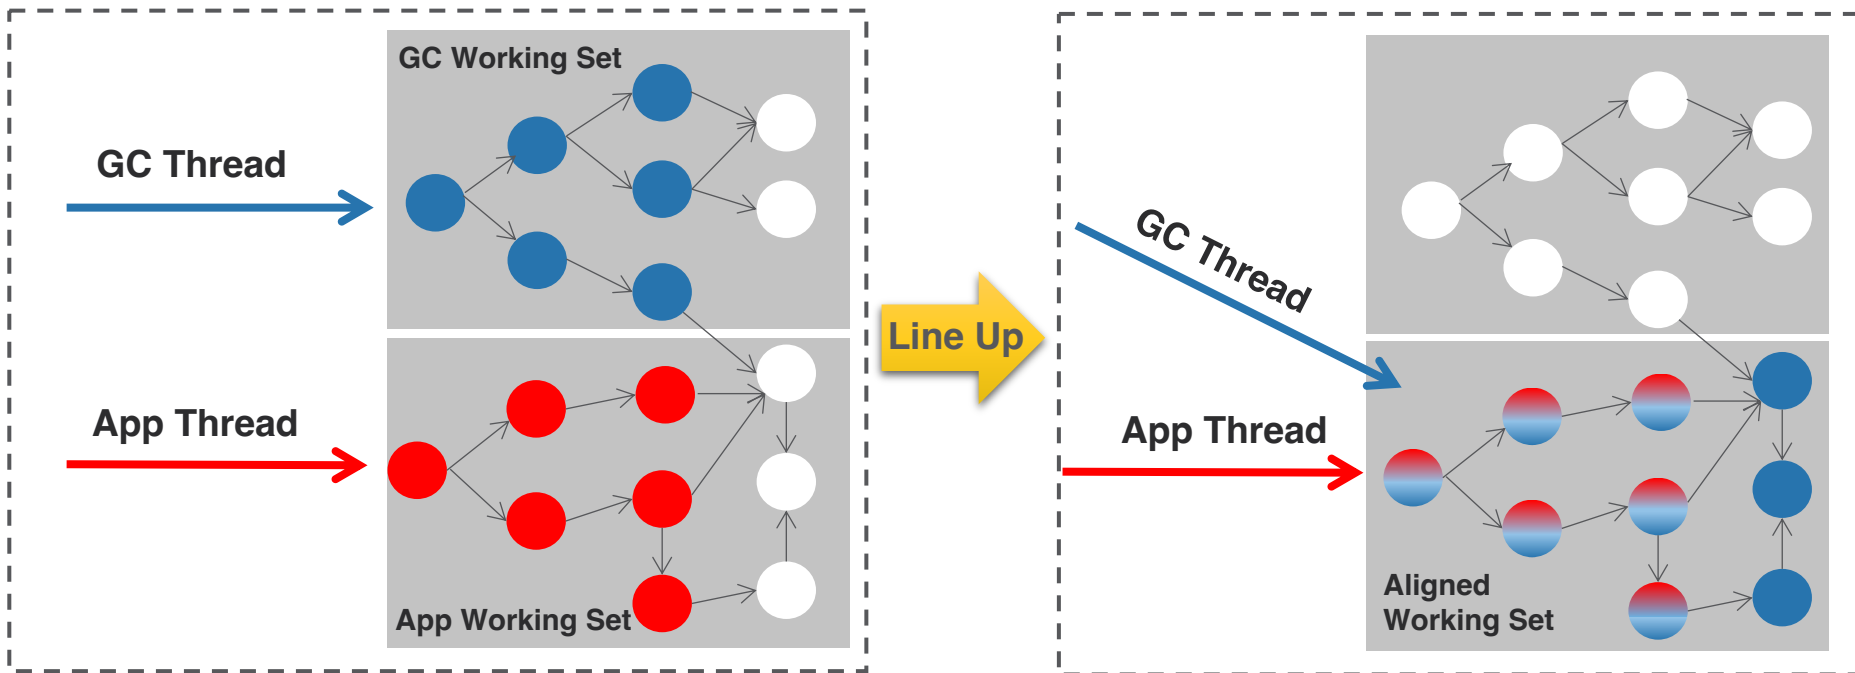 GC Working Set
GC Thread
App Thread
App Working Set
Line Up
GC Thread
App Thread
Aligned
Working Set